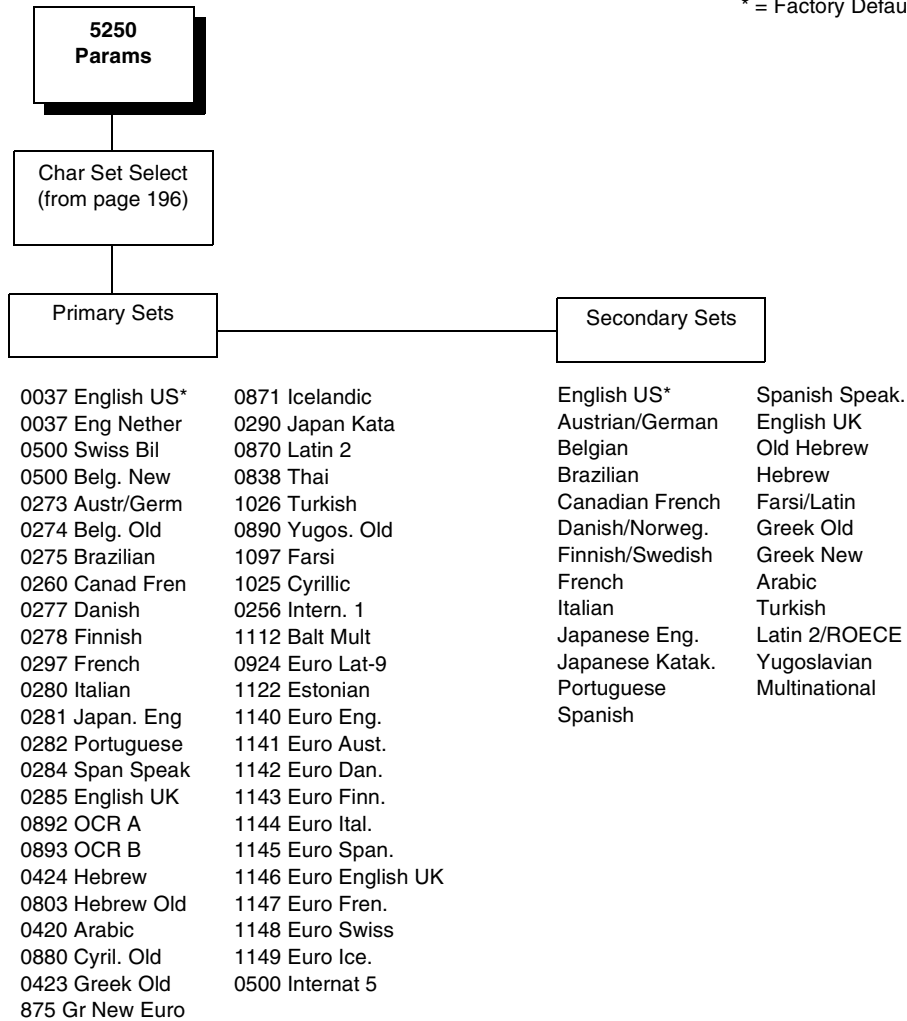 * = Factory Defau
5250
Params
Char Set Select
(from page 196)
Primary Sets
Secondary Sets
0037 English US*
0037 Eng Nether
0500 Swiss Bil
0500 Belg. New
0273 Austr/Germ
0274 Belg. Old
0275 Brazilian
0260 Canad Fren
0277 Danish
0278 Finnish
0297 French
0280 Italian
0281 Japan. Eng
0282 Portuguese
0284 Span Speak
0285 English UK
0892 OCR A
0893 OCR B
0424 Hebrew
0803 Hebrew Old
0420 Arabic
0880 Cyril. Old
0423 Greek Old
875 Gr New Euro
0871 Icelandic
0290 Japan Kata
0870 Latin 2
0838 Thai
1026 Turkish
0890 Yugos. Old
1097 Farsi
1025 Cyrillic
0256 Intern. 1
1112 Balt Mult
0924 Euro Lat-9
1122 Estonian
1140 Euro Eng.
1141 Euro Aust.
1142 Euro Dan.
1143 Euro Finn.
1144 Euro Ital.
1145 Euro Span.
1146 Euro English UK
1147 Euro Fren.
1148 Euro Swiss
1149 Euro Ice.
0500 Internat 5
English US*
Austrian/German
Belgian
Brazilian
Canadian French
Danish/Norweg.
Finnish/Swedish
French
Italian
Japanese Eng.
Japanese Katak.
Portuguese
Spanish
Spanish Speak.
English UK
Old Hebrew
Hebrew
Farsi/Latin
Greek Old
Greek New
Arabic
Turkish
Latin 2/ROECE
Yugoslavian
Multinational